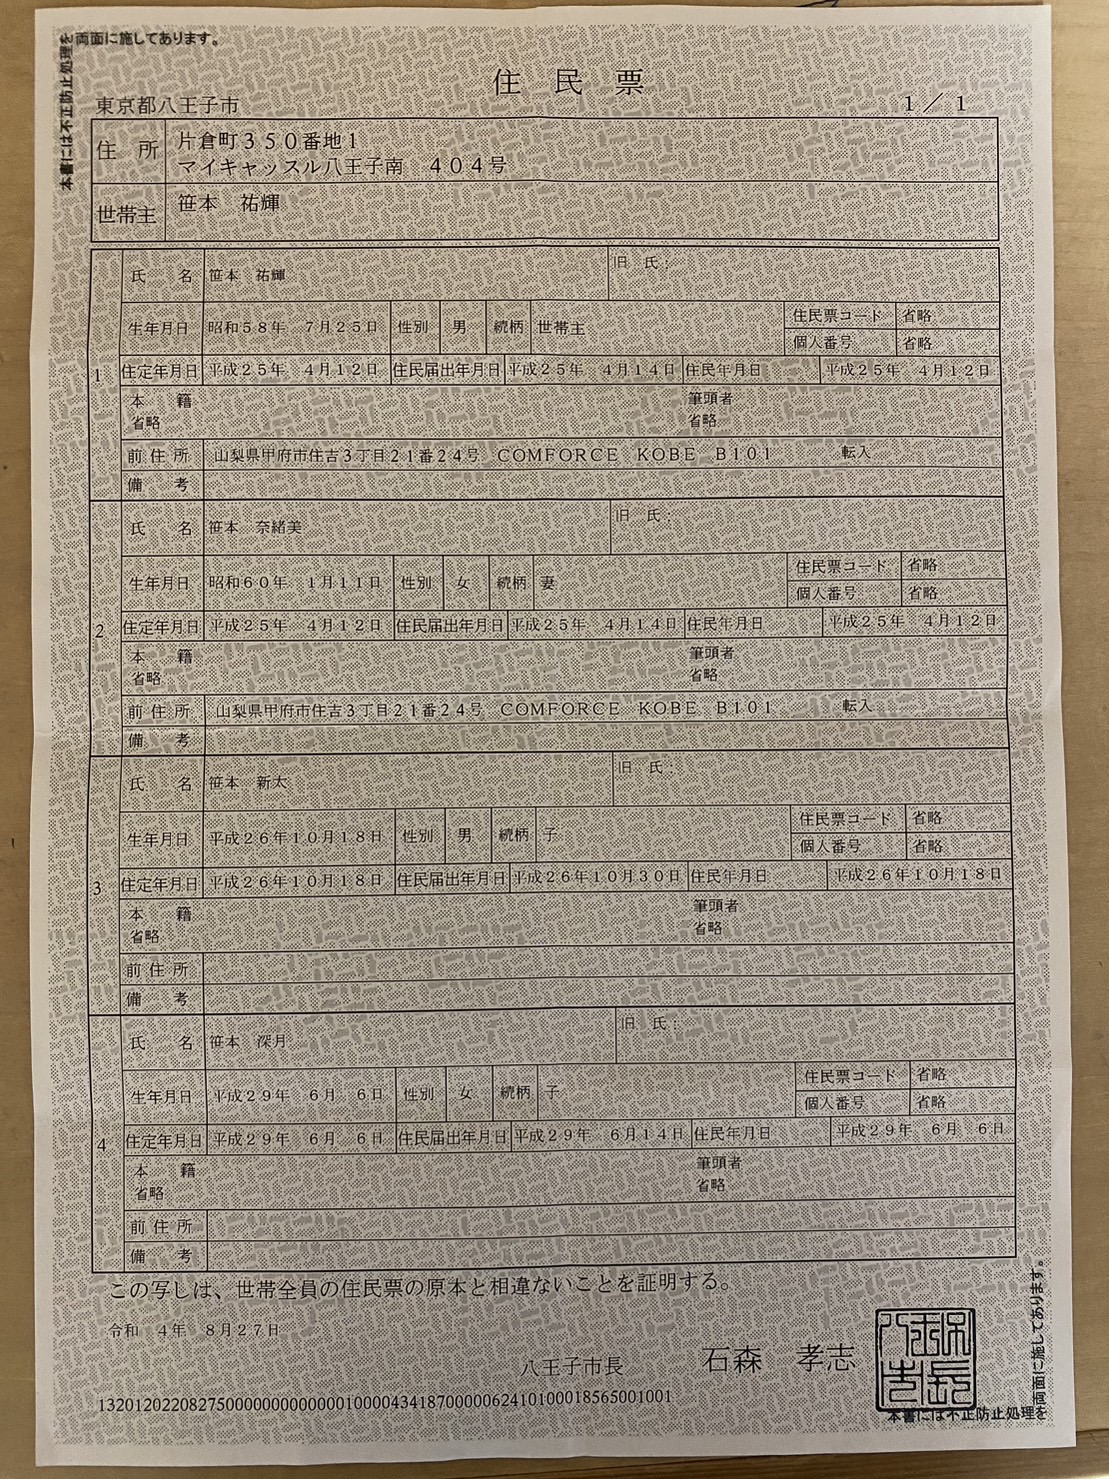 本書には不正防止処理を両面に施してあります。
住民票
東京都八王子市
1／1
住所 片倉町３５０番地１
マイキャッスル八王子南　４０４号
世帯主 笹本　祐輝
1
氏名 笹本　祐輝 旧氏：
生年月日 昭和５８年　７月２５日 性別 男 続柄 世帯主 住民票コード 省略
個人番号 省略
住定年月日 平成２５年　４月１２日 住民届出年月日 平成２５年　４月１４日 住民年月日 平成２５年　４月１２日
本籍 筆頭者
省略 省略
前住所 山梨県甲府市住吉３丁目２１番２４号　ＣＯＭＦＯＲＣＥ　ＫＯＢＥ　Ｂ１０１ 転入
備考
2
氏名 笹本　奈緒美 旧氏：
生年月日 昭和６０年　１月１１日 性別 女 続柄 妻 住民票コード 省略
個人番号 省略
住定年月日 平成２５年　４月１２日 住民届出年月日 平成２５年　４月１４日 住民年月日 平成２５年　４月１２日
本籍 筆頭者
省略 省略
前住所 山梨県甲府市住吉３丁目２１番２４号　ＣＯＭＦＯＲＣＥ　ＫＯＢＥ　Ｂ１０１ 転入
備考
3
氏名 笹本　新太 旧氏：
生年月日 平成２６年１０月１８日 性別 男 続柄 子 住民票コード 省略
個人番号 省略
住定年月日 平成２６年１０月１８日 住民届出年月日 平成２６年１０月３０日 住民年月日 平成２６年１０月１８日
本籍 筆頭者
省略 省略
前住所
備考
4
氏名 笹本　深月 旧氏：
生年月日 平成２９年　６月　６日 性別 女 続柄 子 住民票コード 省略
個人番号 省略
住定年月日 平成２９年　６月　６日 住民届出年月日 平成２９年　６月１４日 住民年月日 平成２９年　６月　６日
本籍 筆頭者
省略 省略
前住所
備考
この写しは、世帯全員の住民票の原本と相違ないことを証明する。
令和　４年　８月２７日
八王子市長 石森　孝志
本書には不正防止処理を両面に施してあります。